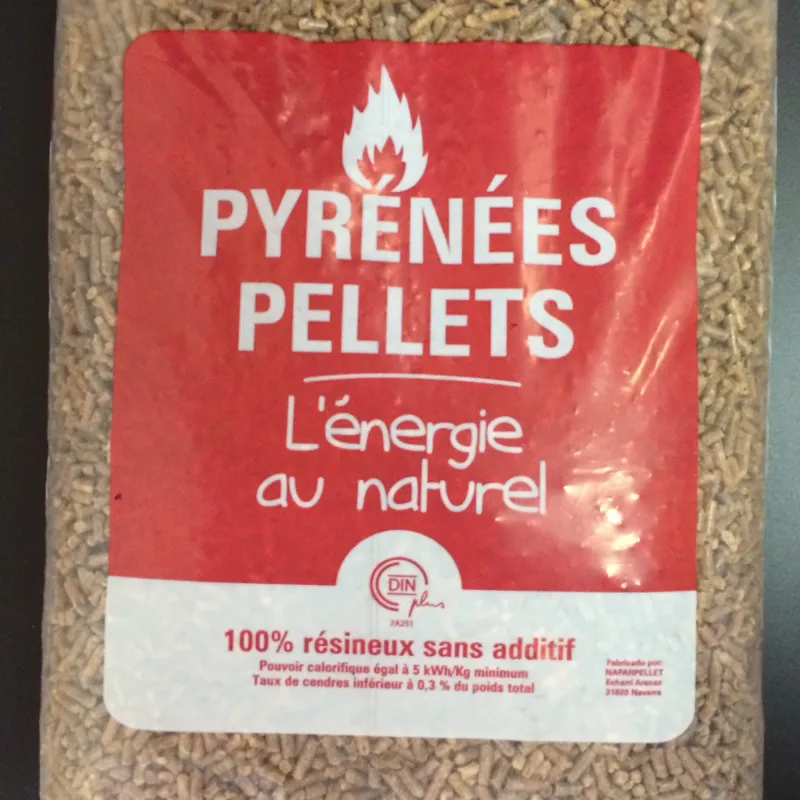 PYRÉNÉES
PELLETS
L'énergie
au naturel
DIN
plus
7A251
100% résineux sans additif
Pouvoir calorifique égal à 5 kWh/Kg minimum
Taux de cendres inférieur à 0,3 % du poids total
Fabricado por:
NAPARPELLET
31820 Navarra